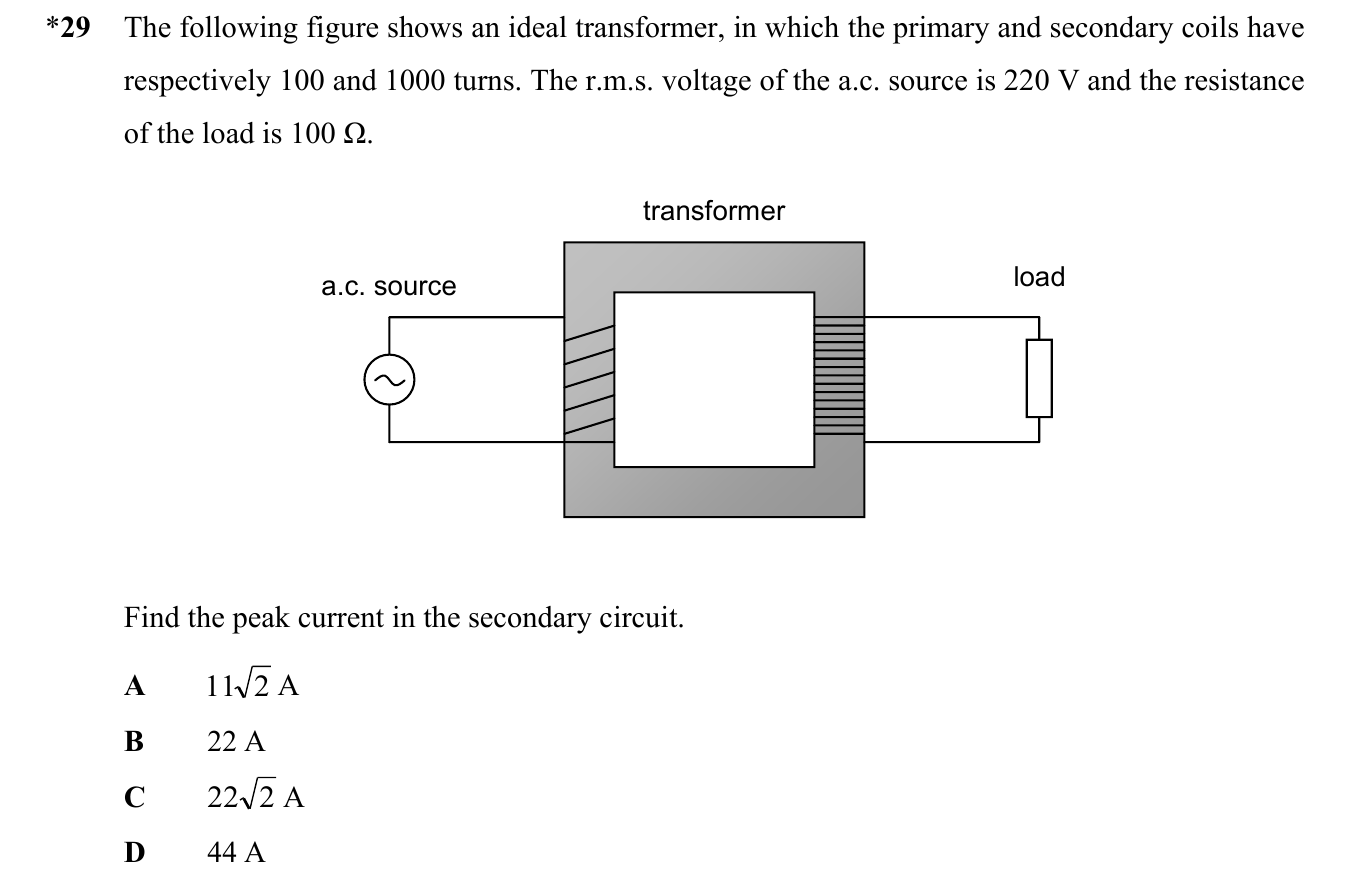 *29 The following figure shows an ideal transformer, in which the primary and secondary coils have
respectively 100 and 1000 turns. The r.m.s. voltage of the a.c. source is 220 V and the resistance
of the load is 100 Ω.
transformer
a.c. source
load
Find the peak current in the secondary circuit.
A 11√2 A
B 22 A
C 22√2 A
D 44 A